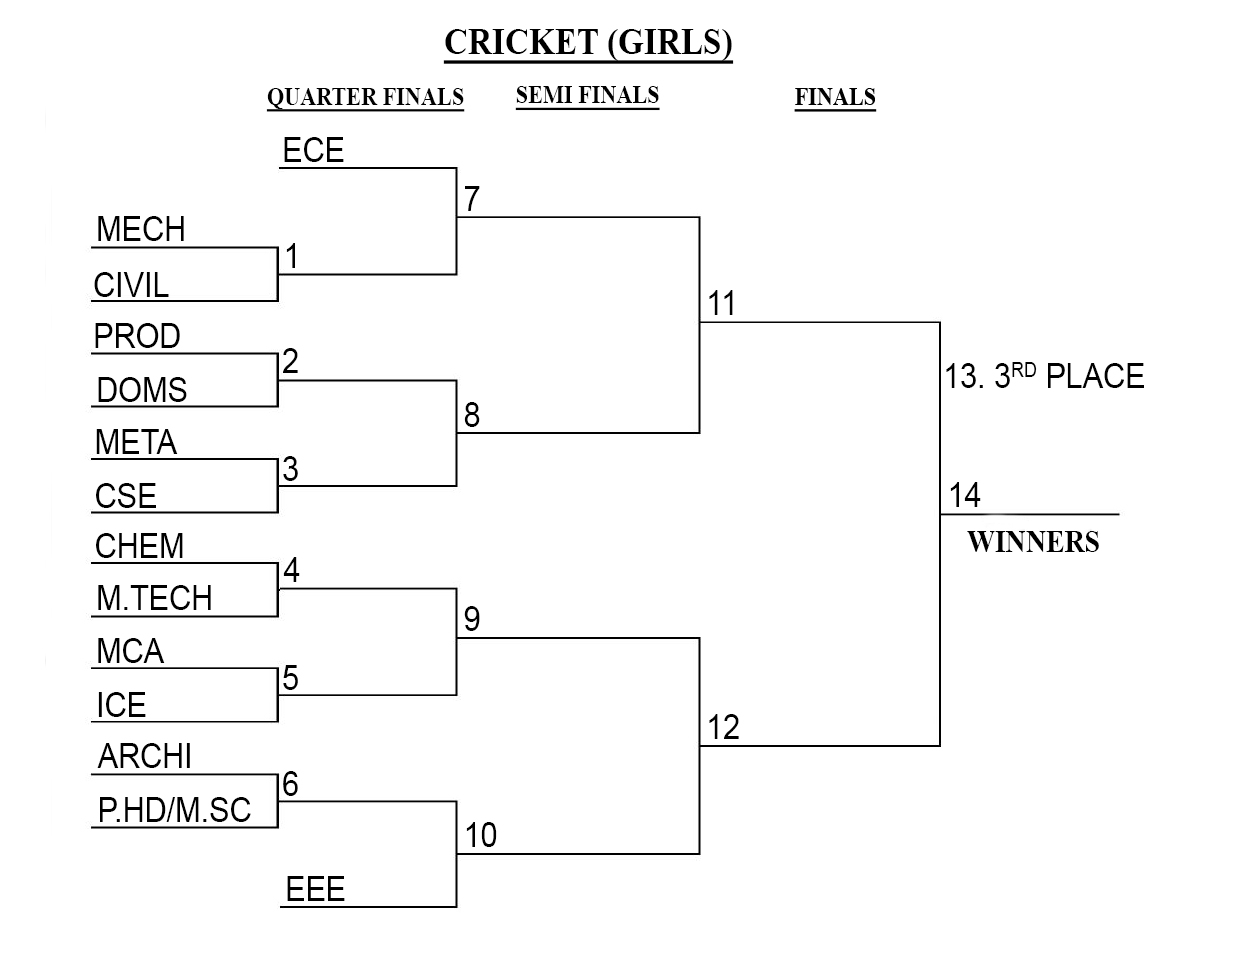 CRICKET (GIRLS)
QUARTER FINALS
SEMI FINALS
FINALS
ECE
7
MECH
1
CIVIL
11
PROD
2
13. 3RD PLACE
DOMS
8
META
3
CSE
14
WINNERS
CHEM
4
M.TECH
9
MCA
5
ICE
12
ARCHI
6
P.HD/M.SC
10
EEE